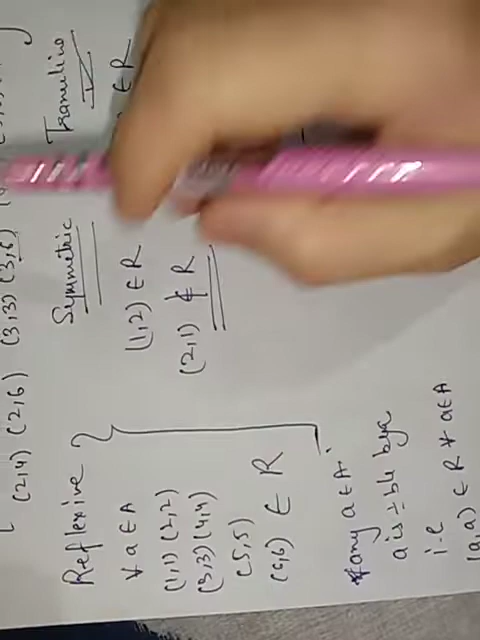 (2,4) (2,6) (3,3) (3,6)
Reflexive
∀ a ∈ A
(1,1) (2,2)
(3,3) (4,4)
(5,5)
(6,6) ∈ R
Symmetric
(1,2) ∈ R
(2,1) ∉ R
Transitive
∈ R
any a ∈ A.
a is ÷ble by a
i.e
(a,a) ∈ R ∀ a ∈ A